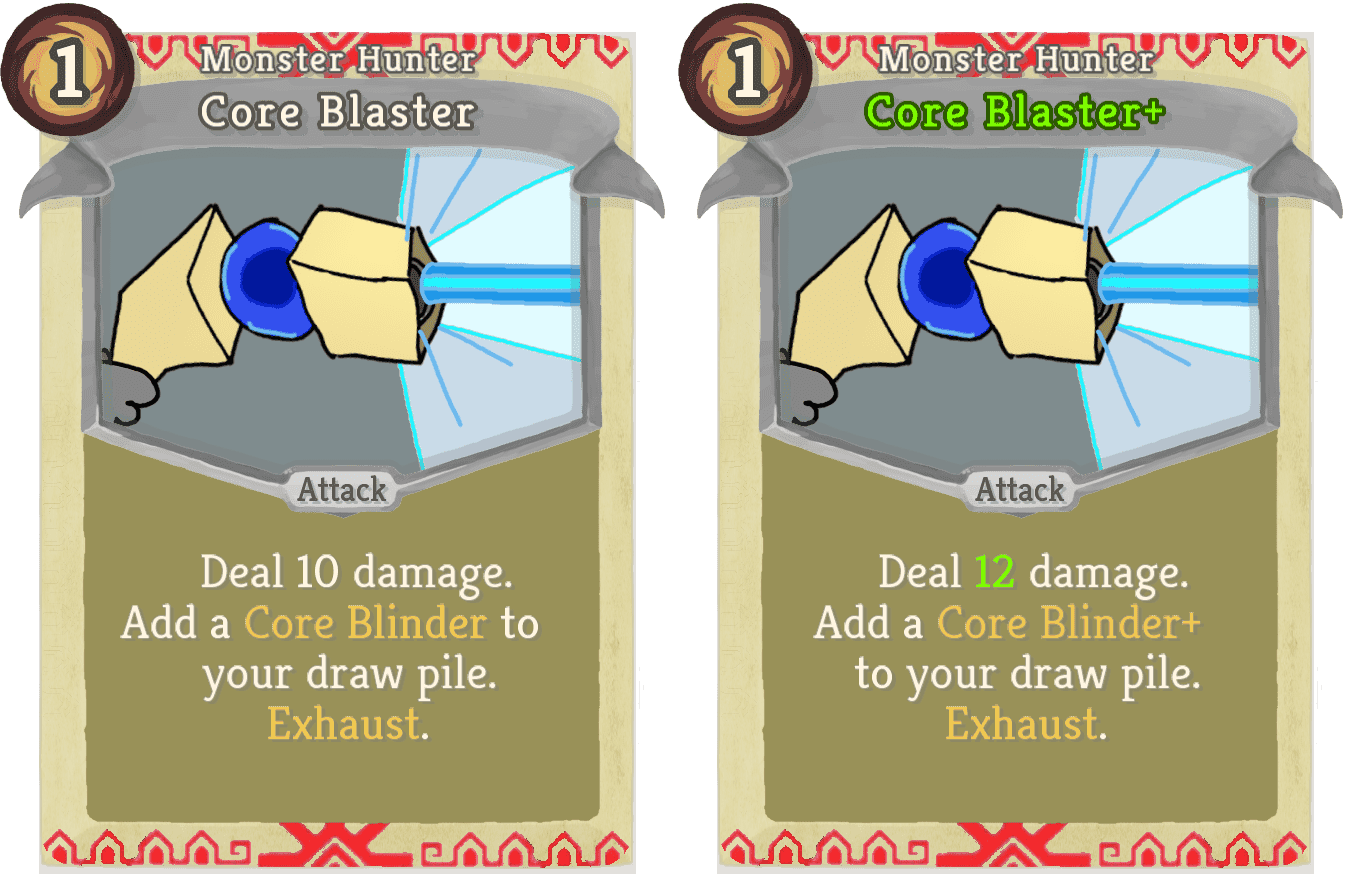 1
Monster Hunter
Core Blaster
Attack
Deal 10 damage.
Add a Core Blinder to
your draw pile.
Exhaust.
1
Monster Hunter
Core Blaster+
Attack
Deal 12 damage.
Add a Core Blinder+
to your draw pile.
Exhaust.